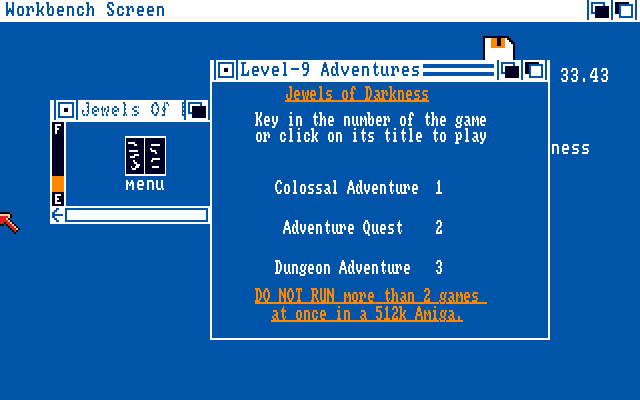 Workbench Screen
Level-9 Adventures
33.43
Jewels of Darkness
Jewels Of
Key in the number of the game
or click on its title to play
ness
F
menu
E
Colossal Adventure 1
Adventure Quest 2
Dungeon Adventure 3
DO NOT RUN more than 2 games
at once in a 512k Amiga.